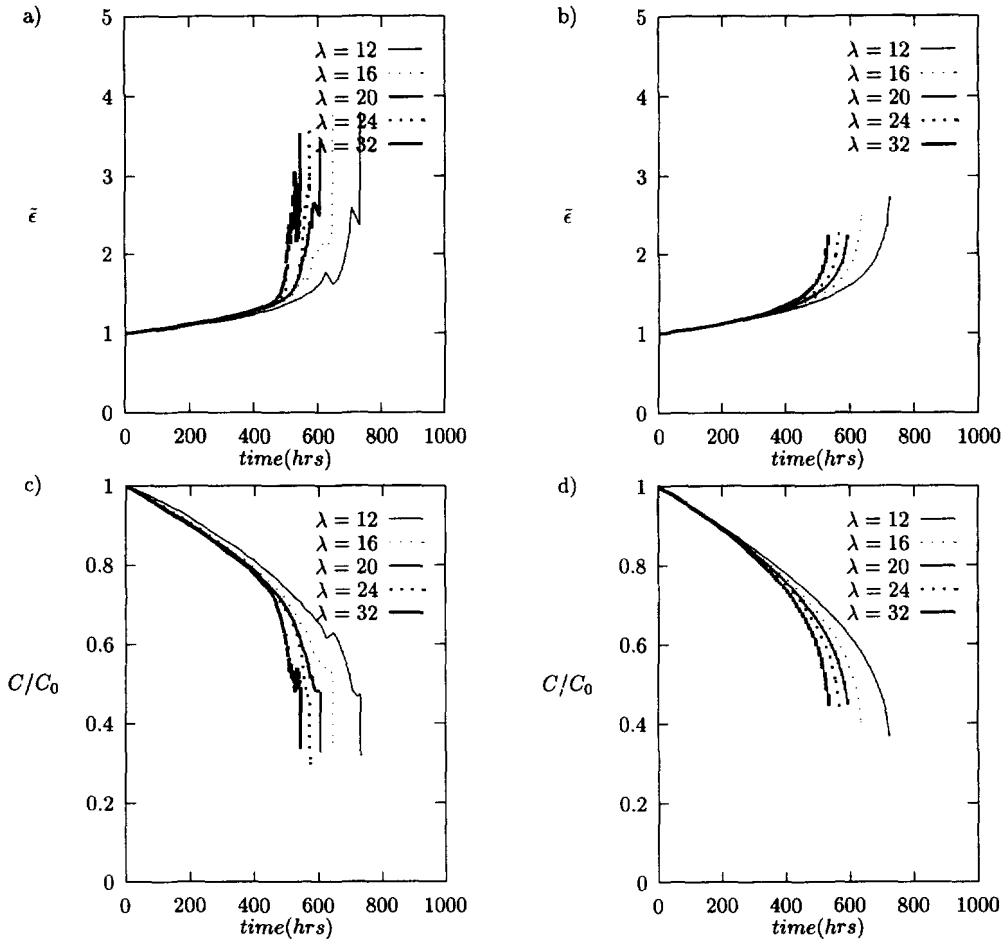 a)
5
4
3
2
1
0
ε̃
λ = 12
λ = 16
λ = 20
λ = 24
λ = 32
0 200 400 600 800 1000
time(hrs)
b)
5
4
3
2
1
0
ε̃
λ = 12
λ = 16
λ = 20
λ = 24
λ = 32
0 200 400 600 800 1000
time(hrs)
c)
1
0.8
0.6
0.4
0.2
0
C/C₀
λ = 12
λ = 16
λ = 20
λ = 24
λ = 32
0 200 400 600 800 1000
time(hrs)
d)
1
0.8
0.6
0.4
0.2
0
C/C₀
λ = 12
λ = 16
λ = 20
λ = 24
λ = 32
0 200 400 600 800 1000
time(hrs)